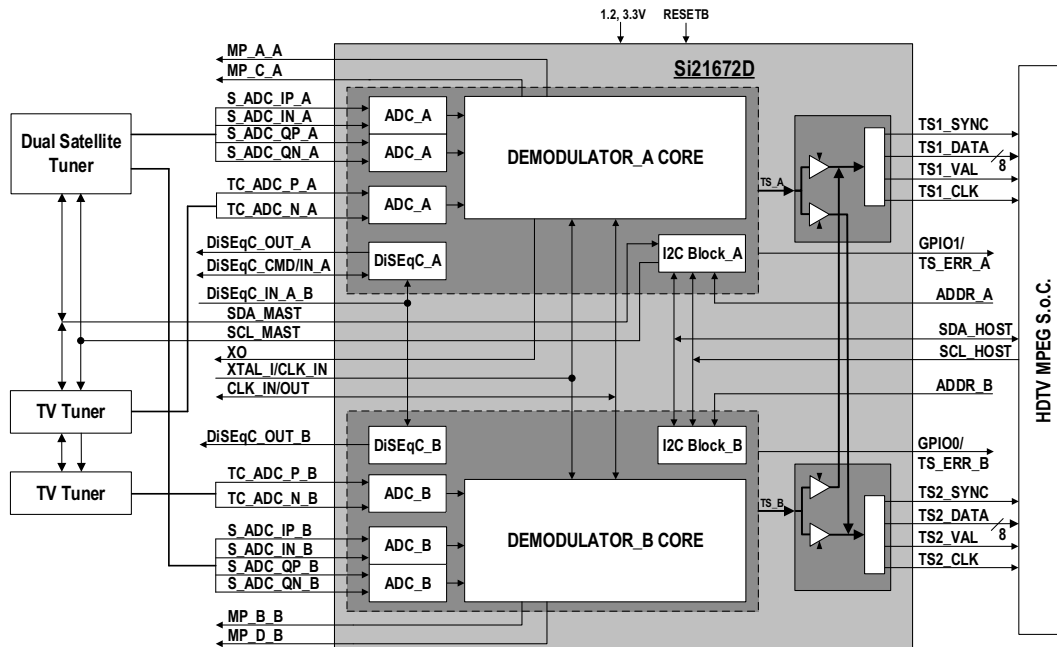 1.2, 3.3V
RESETB
Si21672D
MP_A_A
MP_C_A
S_ADC_IP_A
S_ADC_IN_A
S_ADC_QP_A
S_ADC_QN_A
TC_ADC_P_A
TC_ADC_N_A
DiSEqC_OUT_A
DiSEqC_CMD/IN_A
DiSEqC_IN_A_B
SDA_MAST
SCL_MAST
XO
XTAL_I/CLK_IN
CLK_IN/OUT
DiSEqC_OUT_B
TC_ADC_P_B
TC_ADC_N_B
S_ADC_IP_B
S_ADC_IN_B
S_ADC_QP_B
S_ADC_QN_B
MP_B_B
MP_D_B
Dual Satellite
Tuner
TV Tuner
TV Tuner
ADC_A
ADC_A
ADC_A
DiSEqC_A
DEMODULATOR_A CORE
I2C Block_A
TS_A
DiSEqC_B
I2C Block_B
ADC_B
ADC_B
ADC_B
DEMODULATOR_B CORE
TS_B
TS1_SYNC
TS1_DATA
8
TS1_VAL
TS1_CLK
GPIO1/
TS_ERR_A
ADDR_A
SDA_HOST
SCL_HOST
ADDR_B
GPIO0/
TS_ERR_B
TS2_SYNC
TS2_DATA
8
TS2_VAL
TS2_CLK
HDTV MPEG S.o.C.